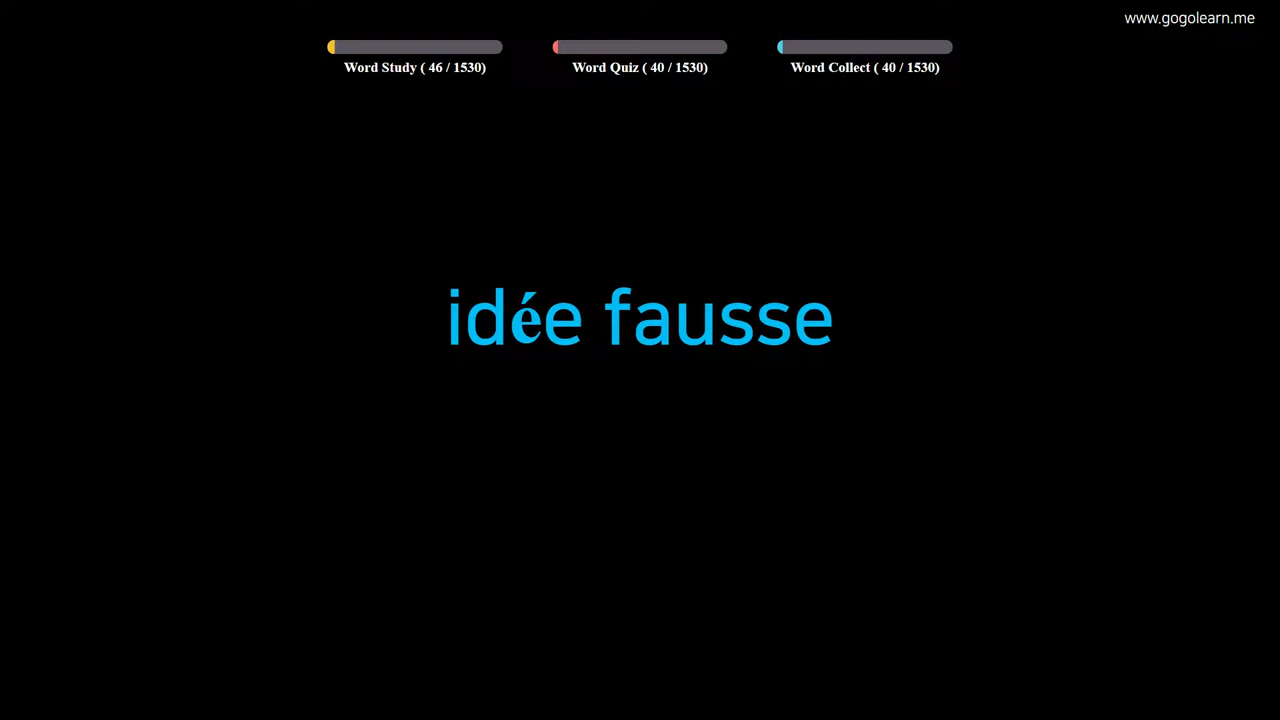 www.gogolearn.me
Word Study ( 46 / 1530)
Word Quiz ( 40 / 1530)
Word Collect ( 40 / 1530)
idée fausse